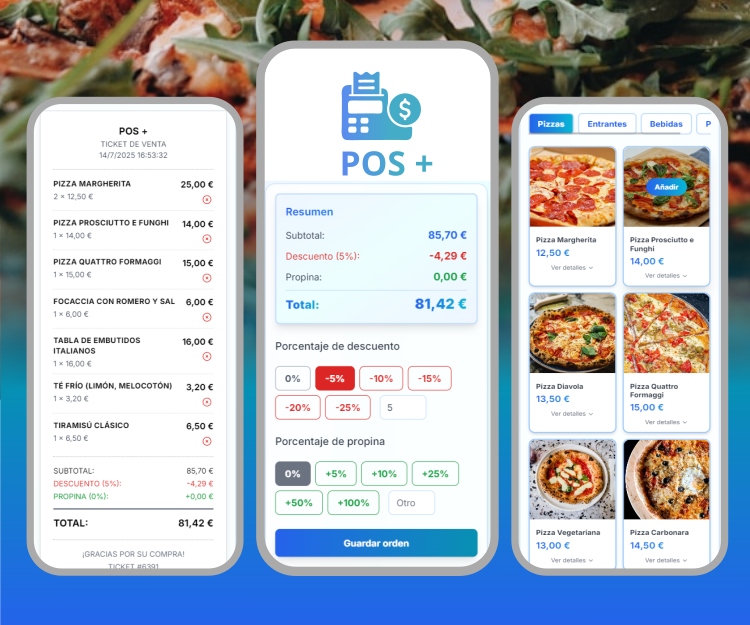 POS +
TICKET DE VENTA
14/7/2025 16:53:32
PIZZA MARGHERITA 25,00 €
2 × 12,50 €
PIZZA PROSCIUTTO E FUNGHI 14,00 €
1 × 14,00 €
PIZZA QUATTRO FORMAGGI 15,00 €
1 × 15,00 €
FOCACCIA CON ROMERO Y SAL 6,00 €
1 × 6,00 €
TABLA DE EMBUTIDOS 16,00 €
ITALIANOS
1 × 16,00 €
TÉ FRÍO (LIMÓN, MELOCOTÓN) 3,20 €
1 × 3,20 €
TIRAMISÚ CLÁSICO 6,50 €
1 × 6,50 €
SUBTOTAL: 85,70 €
DESCUENTO (5%): -4,29 €
PROPINA (0%): +0,00 €
TOTAL: 81,42 €
¡GRACIAS POR SU COMPRA!
TICKET #6391
$
POS +
Resumen
Subtotal: 85,70 €
Descuento (5%): -4,29 €
Propina: 0,00 €
Total: 81,42 €
Porcentaje de descuento
0% -5% -10% -15%
-20% -25% 5
Porcentaje de propina
0% +5% +10% +25%
+50% +100% Otro
Guardar orden
Pizzas Entrantes Bebidas P
Añadir
Pizza Margherita
12,50 €
Ver detalles
Pizza Prosciutto e
Funghi
14,00 €
Ver detalles
Pizza Diavola
13,50 €
Ver detalles
Pizza Quattro
Formaggi
15,00 €
Ver detalles
Pizza Vegetariana
13,00 €
Ver detalles
Pizza Carbonara
14,50 €
Ver detalles